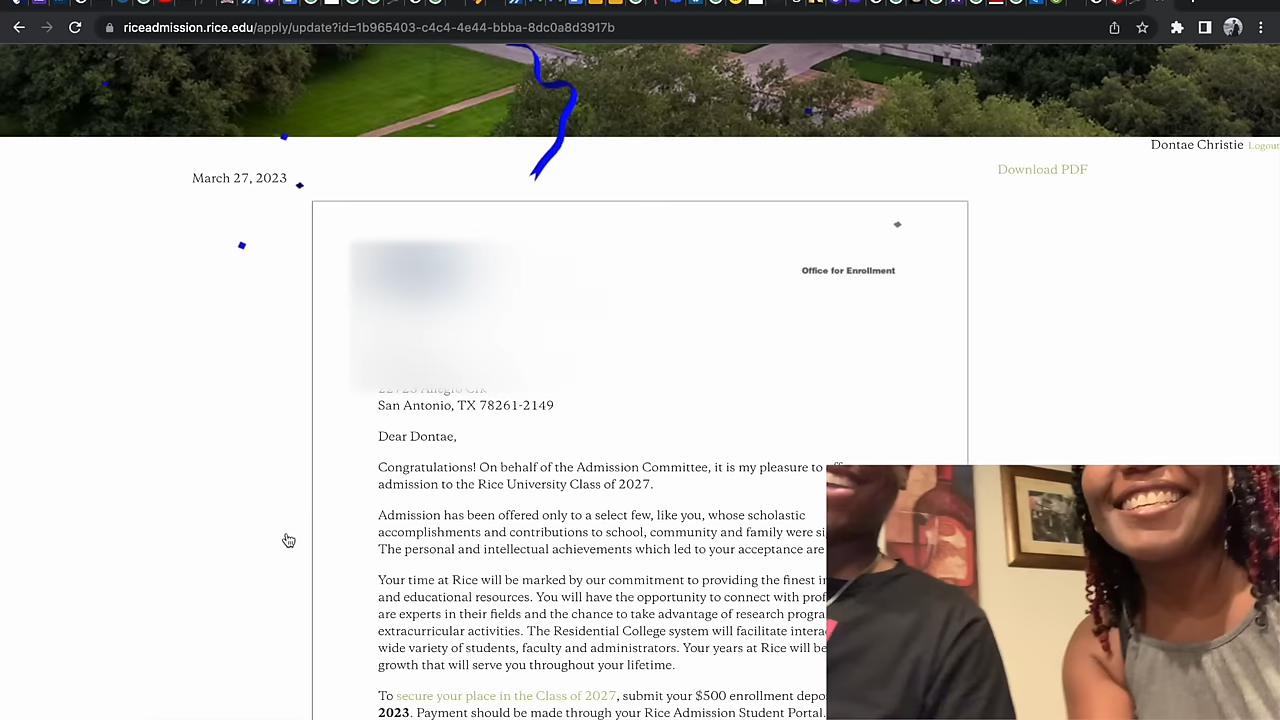 riceadmission.rice.edu/apply/update?id=1b965403-c4c4-4e44-bbba-8dc0a8d3917b
Dontae Christie Logout
Download PDF
March 27, 2023
Office for Enrollment
San Antonio, TX 78261-2149
Dear Dontae,
Congratulations! On behalf of the Admission Committee, it is my pleasure to
admission to the Rice University Class of 2027.
Admission has been offered only to a select few, like you, whose scholastic
accomplishments and contributions to school, community and family were
The personal and intellectual achievements which led to your acceptance are
Your time at Rice will be marked by our commitment to providing the finest
and educational resources. You will have the opportunity to connect with
are experts in their fields and the chance to take advantage of research
extracurricular activities. The Residential College system will facilitate
wide variety of students, faculty and administrators. Your years at Rice will be
growth that will serve you throughout your lifetime.
To secure your place in the Class of 2027, submit your $500 enrollment
2023. Payment should be made through your Rice Admission Student Portal.